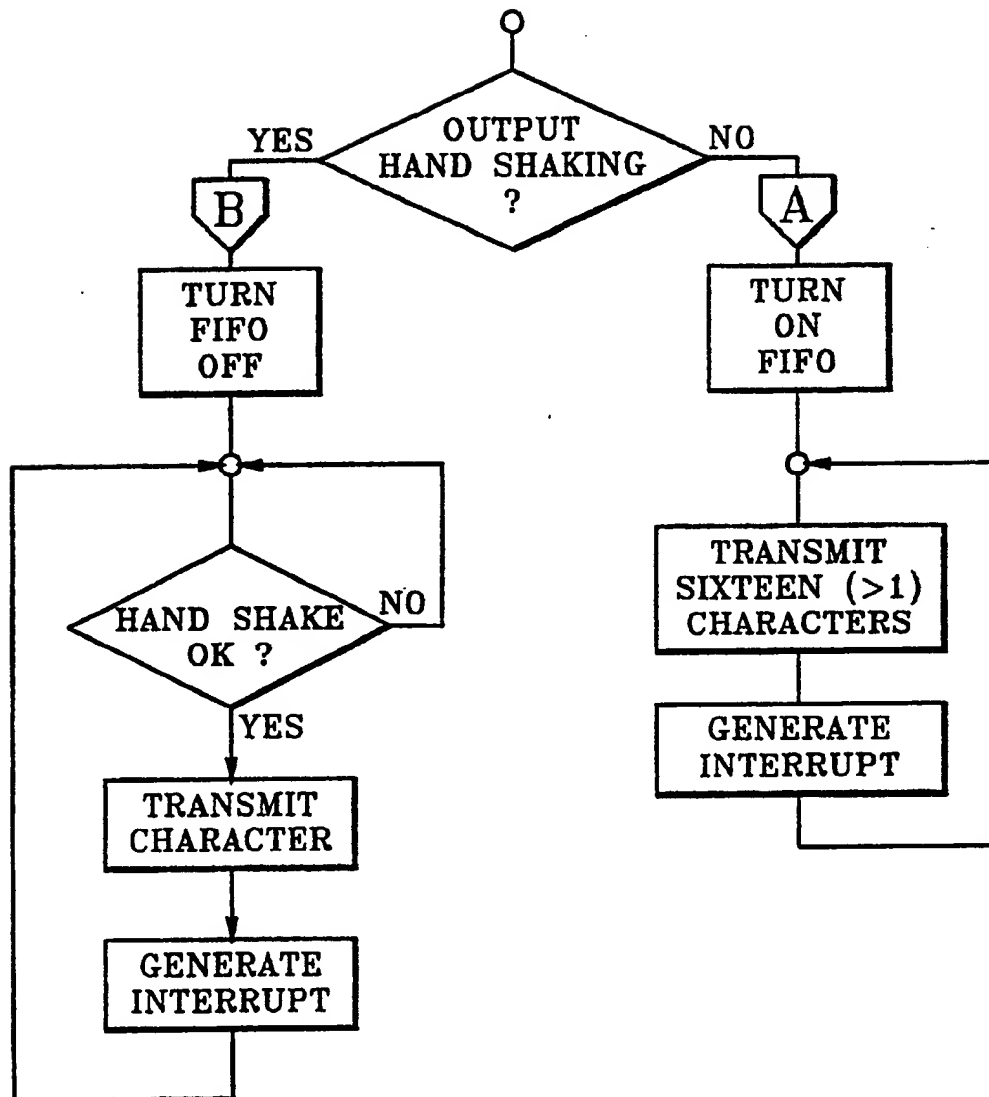 OUTPUT
HAND SHAKING
?
YES
NO
B
A
TURN
FIFO
OFF
TURN
ON
FIFO
HAND SHAKE
OK ?
NO
YES
TRANSMIT
CHARACTER
GENERATE
INTERRUPT
TRANSMIT
SIXTEEN (>1)
CHARACTERS
GENERATE
INTERRUPT